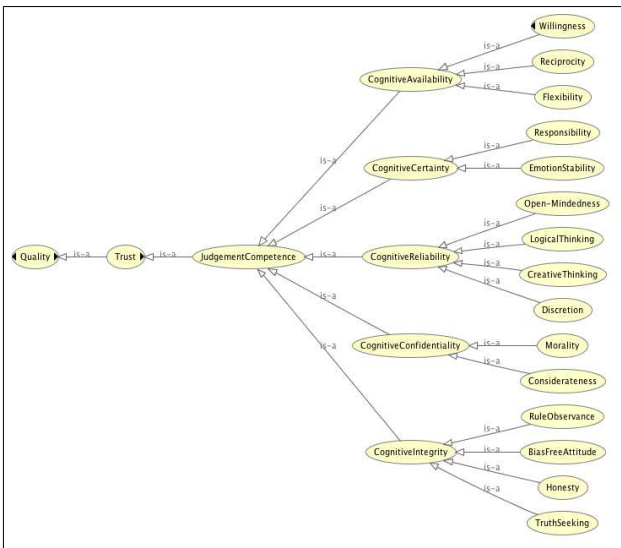 Willingness
is-a
Reciprocity
is-a
CognitiveAvailability
is-a
Flexibility
Responsibility
is-a
is-a
CognitiveCertainty
is-a
EmotionStability
Open-Mindedness
is-a
is-a
LogicalThinking
is-a
Quality
is-a
Trust
is-a
JudgementCompetence
is-a
CognitiveReliability
is-a
CreativeThinking
is-a
Discretion
is-a
CognitiveConfidentiality
is-a
Morality
is-a
is-a
Considerateness
RuleObservance
is-a
CognitiveIntegrity
is-a
BiasFreeAttitude
is-a
Honesty
is-a
TruthSeeking